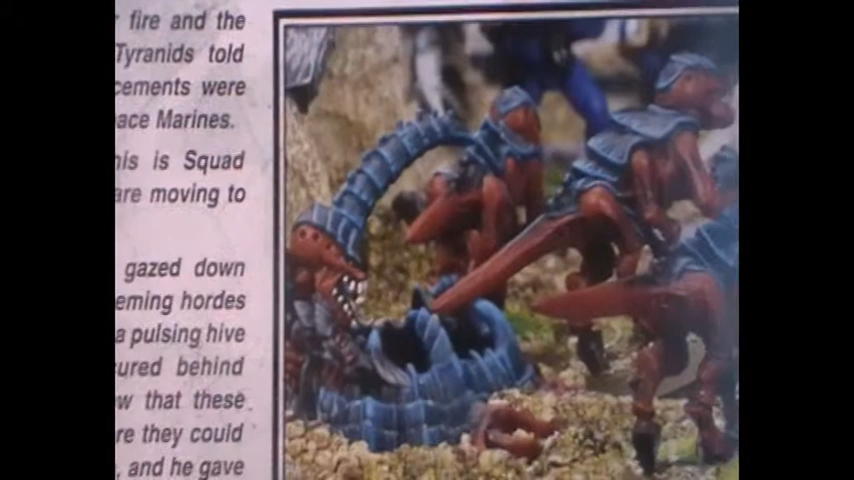 fire and the
Tyranids told
cements were
ace Marines.
his is Squad
are moving to
gazed down
eming hordes
a pulsing hive
ured behind
w that these
re they could
, and he gave